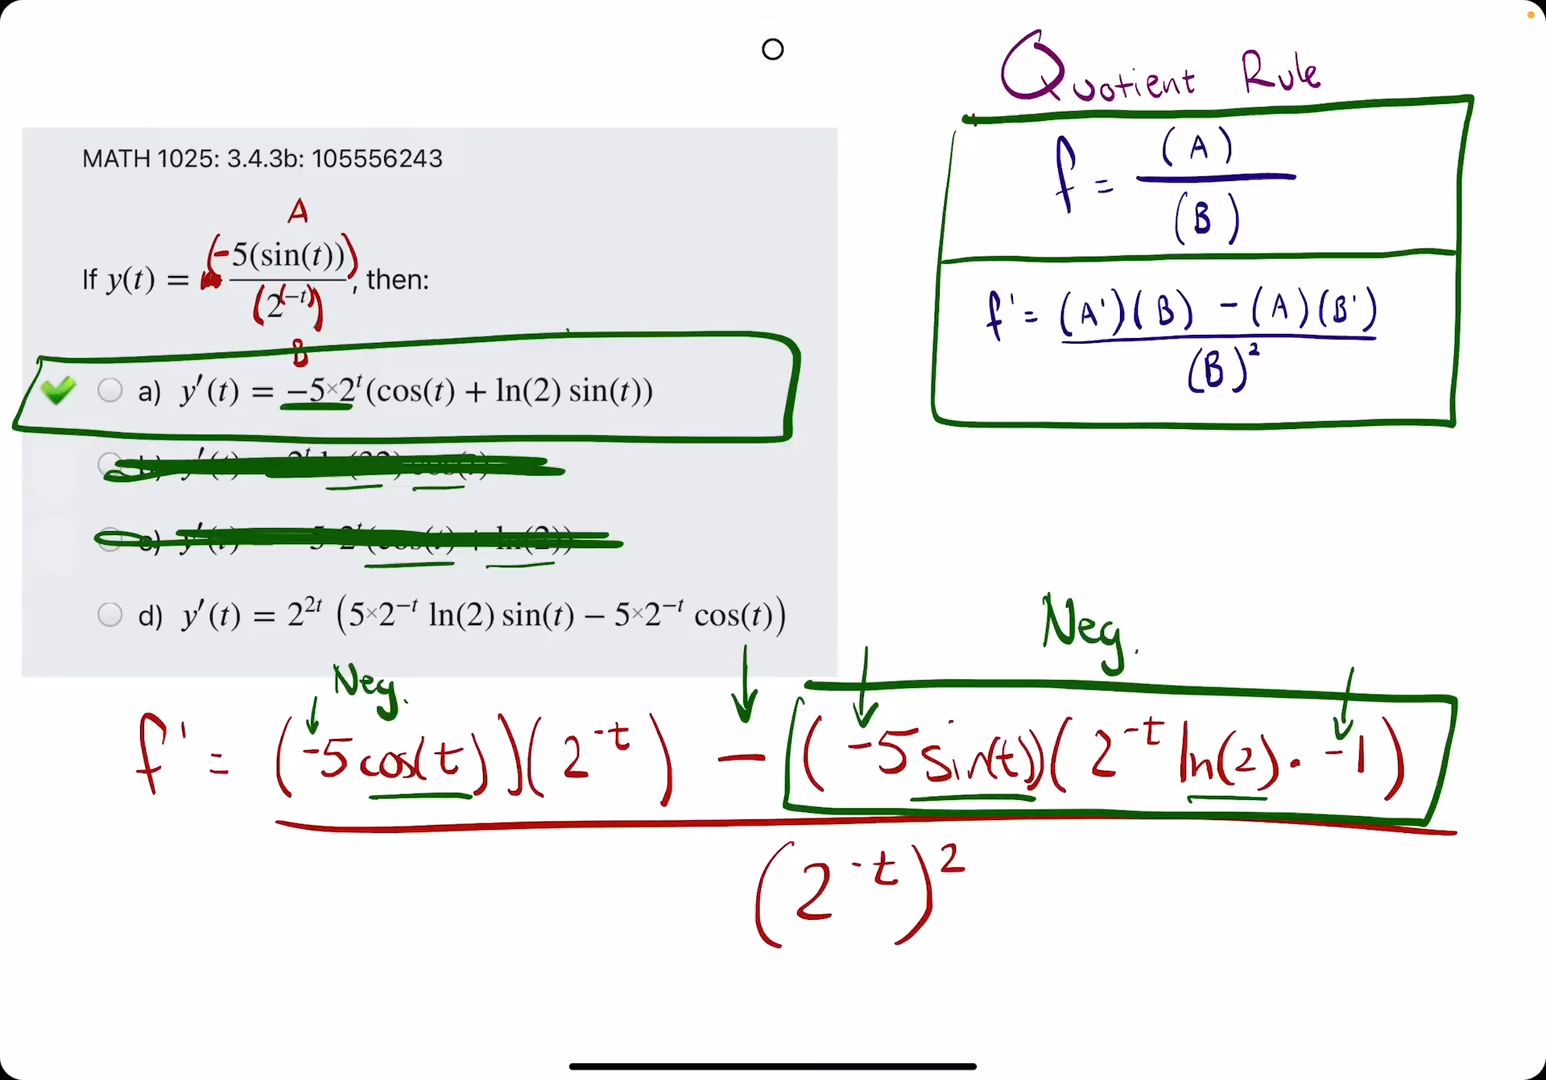 Quotient Rule
f = (A) / (B)
f' = (A')(B) - (A)(B') / (B)²
MATH 1025: 3.4.3b: 105556243
A
If y(t) = (-5(sin(t))) / (2^(-t)), then:
B
a) y′(t) = −5×2^t (cos(t) + ln(2) sin(t))
d) y′(t) = 2^2t (5×2^−t ln(2) sin(t) − 5×2^−t cos(t))
Neg.
Neg.
f' = (-5cos(t))(2^-t) - (-5sin(t))(2^-t ln(2) · -1)
(2^-t)²